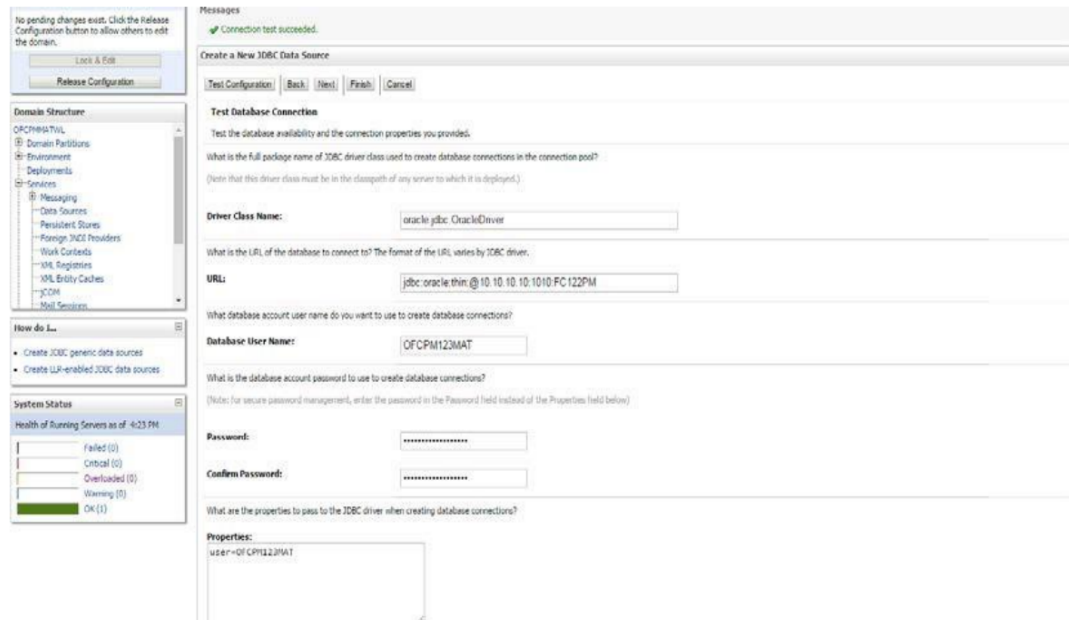 No pending changes exist. Click the Release
Configuration button to allow others to edit
the domain.
Lock & Edit
Release Configuration
Domain Structure
OFCPMMATWL
Domain Partitions
Environment
Deployments
Services
Messaging
Data Sources
Persistent Stores
Foreign JNDI Providers
Work Contexts
XML Registries
XML Entity Caches
jCOM
Mail Sessions
How do I...
Create JDBC generic data sources
Create LLR-enabled JDBC data sources
System Status
Health of Running Servers as of 4:23 PM
Failed (0)
Critical (0)
Overloaded (0)
Warning (0)
OK (1)
Messages
Connection test succeeded.
Create a New JDBC Data Source
Test Configuration Back Next Finish Cancel
Test Database Connection
Test the database availability and the connection properties you provided.
What is the full package name of JDBC driver class used to create database connections in the connection pool?
(Note that this driver class must be in the classpath of any server to which it is deployed.)
Driver Class Name: oracle.jdbc.OracleDriver
What is the URL of the database to connect to? The format of the URL varies by JDBC driver.
URL: jdbc:oracle:thin:@10.10.10.10:1010:FC122PM
What database account user name do you want to use to create database connections?
Database User Name: OFCPM123MAT
What is the database account password to use to create database connections?
(Note: for secure password management, enter the password in the Password field instead of the Properties field below)
Password: ••••••••••••••••••
Confirm Password: ••••••••••••••••••
What are the properties to pass to the JDBC driver when creating database connections?
Properties:
user=OFCPM123MAT